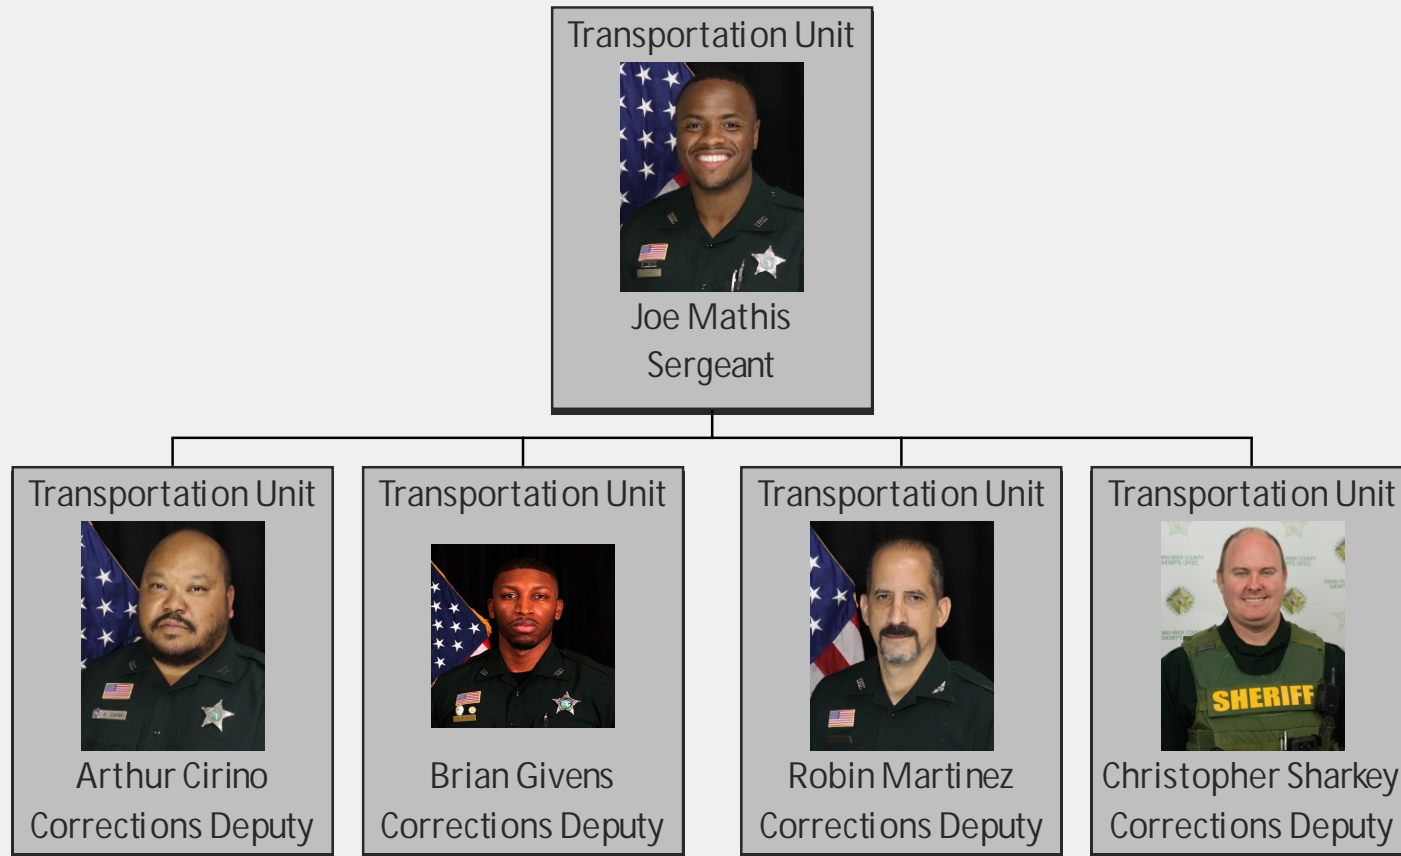 Transportation Unit
Joe Mathis
Sergeant
Transportation Unit
Arthur Cirino
Corrections Deputy
Transportation Unit
Brian Givens
Corrections Deputy
Transportation Unit
Robin Martinez
Corrections Deputy
Transportation Unit
SHERIFF
Christopher Sharkey
Corrections Deputy